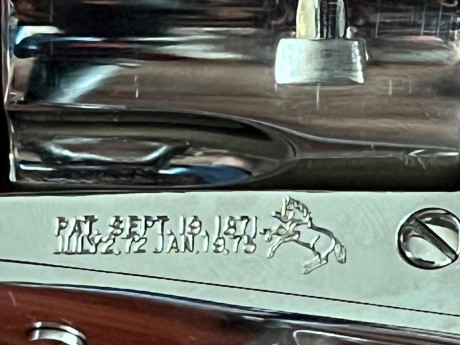 PAT. SEPT. 19, 1871.
JULY 2, 72 JAN. 19, 75